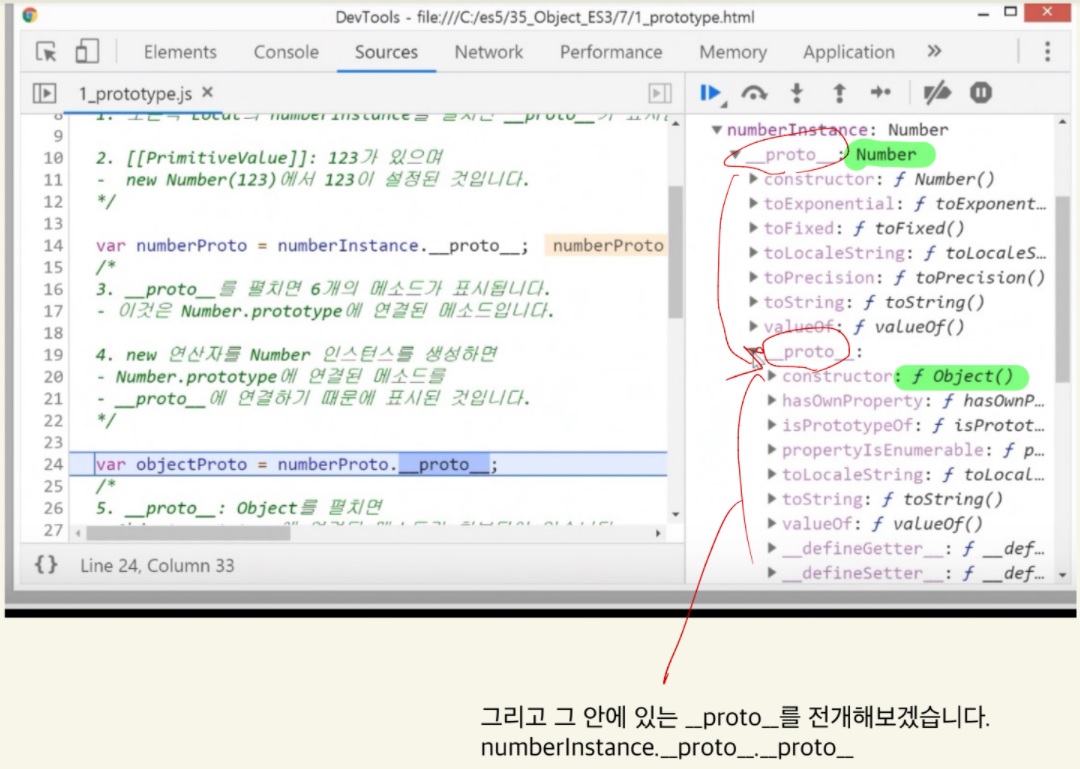 DevTools - file:///C:/es5/35_Object_ES3/7/1_prototype.html
Elements Console Sources Network Performance Memory Application »
1_prototype.js ×
8
9
10 2. [[PrimitiveValue]]: 123가 있으며
11 - new Number(123)에서 123이 설정된 것입니다.
12 */
13
14 var numberProto = numberInstance.__proto__; numberProto
15 /*
16 3. __proto__를 펼치면 6개의 메소드가 표시됩니다.
17 - 이것은 Number.prototype에 연결된 메소드입니다.
18
19 4. new 연산자를 Number 인스턴스를 생성하면
20 - Number.prototype에 연결된 메소드를
21 - __proto__에 연결하기 때문에 표시된 것입니다.
22 */
23
24 var objectProto = numberProto.__proto__;
25 /*
26 5. __proto__: Object를 펼치면
27
{} Line 24, Column 33
numberInstance: Number
__proto__: Number
constructor: ƒ Number()
toExponential: ƒ toExponent…
toFixed: ƒ toFixed()
toLocaleString: ƒ toLocaleS…
toPrecision: ƒ toPrecision()
toString: ƒ toString()
valueOf: ƒ valueOf()
__proto__:
constructor: ƒ Object()
hasOwnProperty: ƒ hasOwnP…
isPrototypeOf: ƒ isPrototot…
propertyIsEnumerable: ƒ p…
toLocaleString: ƒ toLocal…
toString: ƒ toString()
valueOf: ƒ valueOf()
__defineGetter__: ƒ __def…
__defineSetter__: ƒ __def…
그리고 그 안에 있는 __proto__를 전개해보겠습니다.
numberInstance.__proto__.__proto__